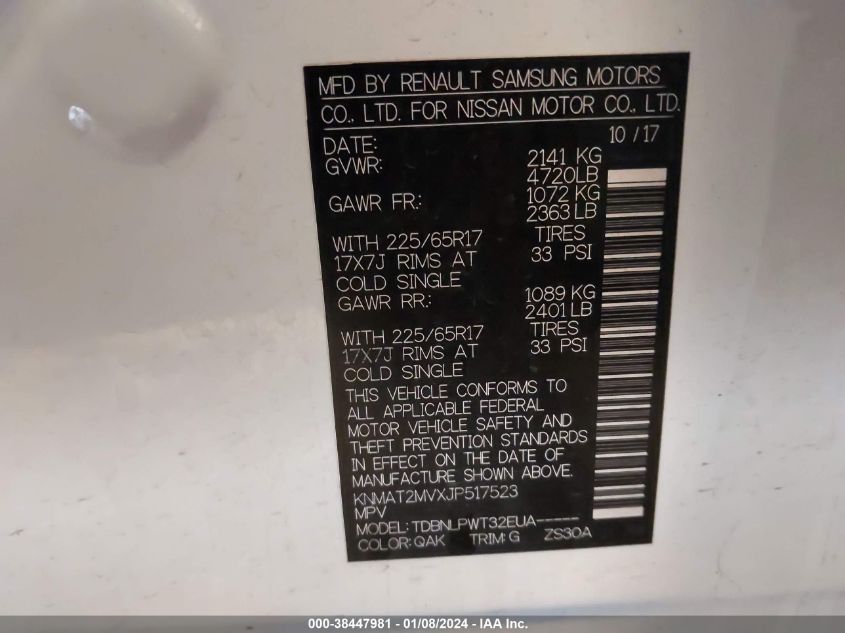 MFD BY RENAULT SAMSUNG MOTORS
CO., LTD. FOR NISSAN MOTOR CO., LTD.
DATE: 10 / 17
GVWR: 2141 KG
4720LB
GAWR FR.: 1072 KG
2363 LB
WITH 225/65R17 TIRES
17X7J RIMS AT 33 PSI
COLD SINGLE
GAWR RR.: 1089 KG
2401 LB
WITH 225/65R17 TIRES
17X7J RIMS AT 33 PSI
COLD SINGLE
THIS VEHICLE CONFORMS TO
ALL APPLICABLE FEDERAL
MOTOR VEHICLE SAFETY AND
THEFT PREVENTION STANDARDS
IN EFFECT ON THE DATE OF
MANUFACTURE SHOWN ABOVE.
KNMAT2MVXJP517523
MPV
MODEL: TDBNLPWT32EUA-----
COLOR: QAK TRIM: G ZS30A
000-38447981 - 01/08/2024 - IAA Inc.